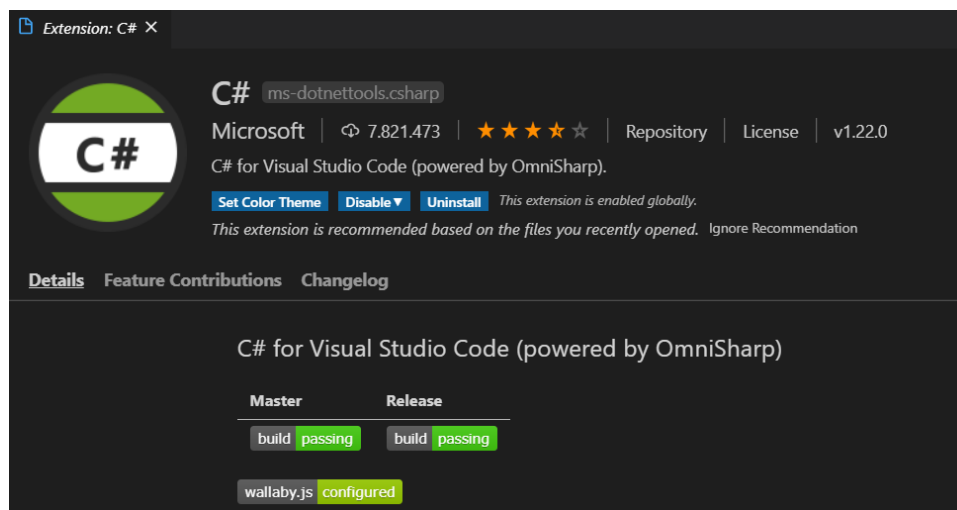 Extension: C#
C#
C# ms-dotnettools.csharp
Microsoft 7.821.473 Repository License v1.22.0
C# for Visual Studio Code (powered by OmniSharp).
Set Color Theme Disable Uninstall This extension is enabled globally.
This extension is recommended based on the files you recently opened. Ignore Recommendation
Details Feature Contributions Changelog
C# for Visual Studio Code (powered by OmniSharp)
Master Release
build passing build passing
wallaby.js configured